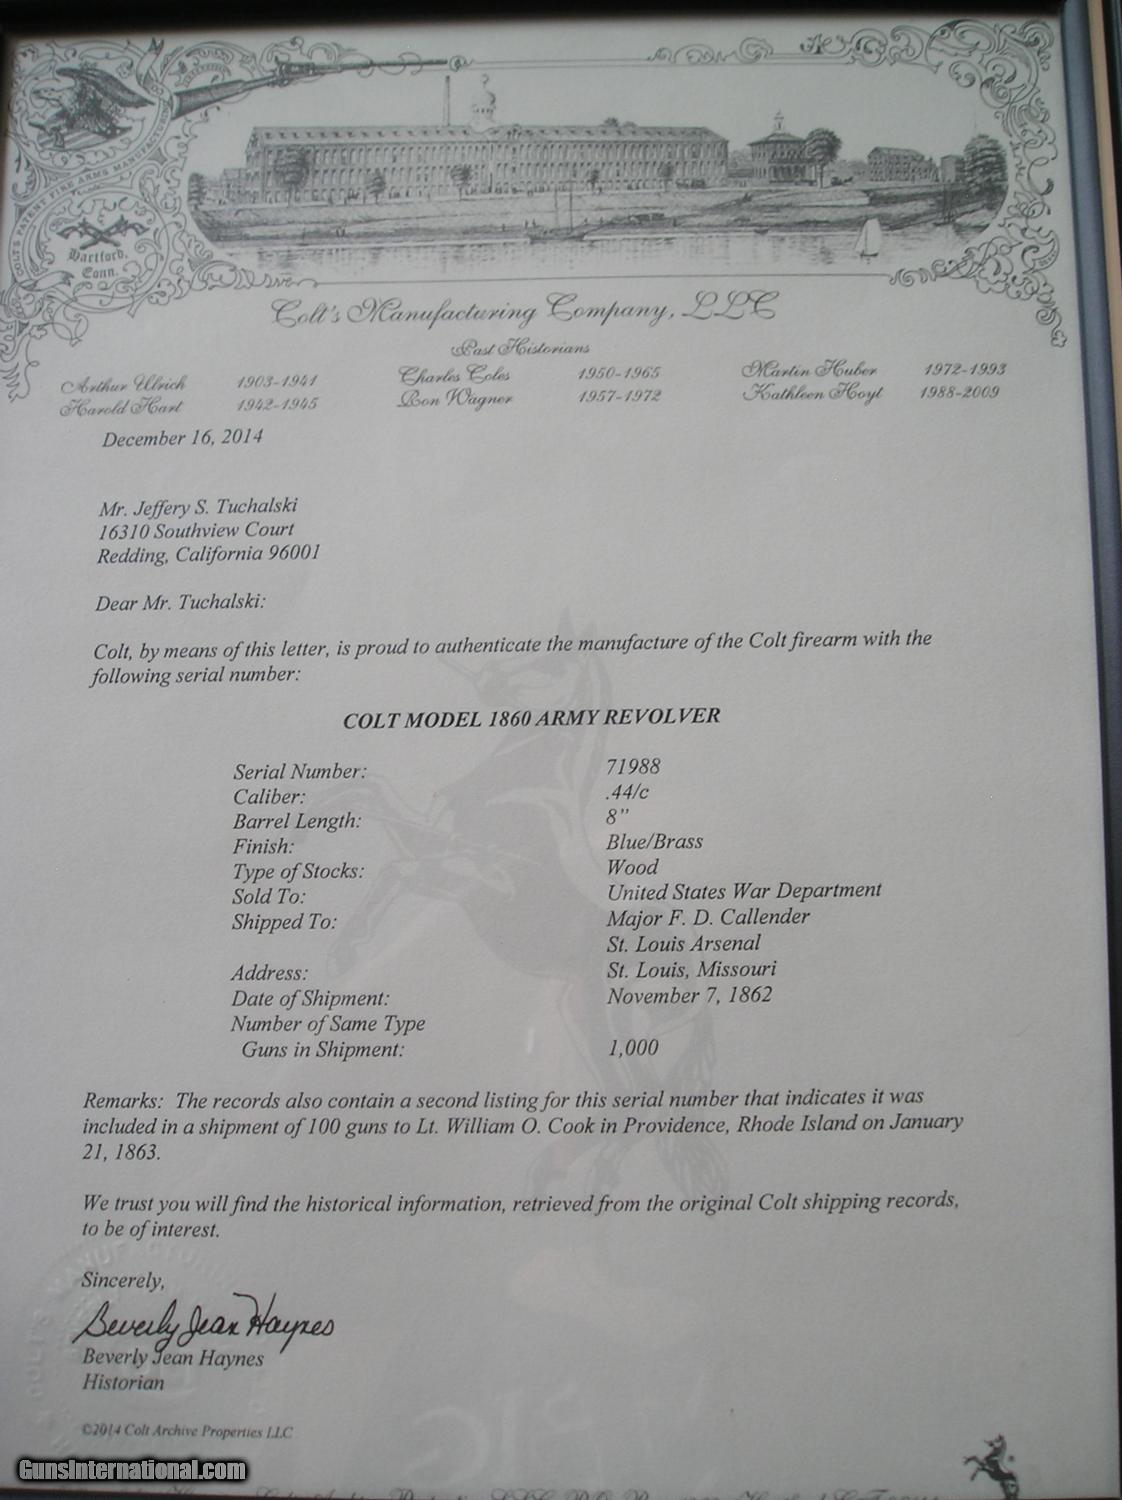 COLT'S PATENT FIRE ARMS MANUFACTURING
Hartford,
Conn.
Colt's Manufacturing Company, LLC
Past Historians
Arthur Ulrich 1903-1941 Charles Coles 1950-1965 Martin Huber 1972-1993
Harold Hart 1942-1945 Ron Wagner 1957-1972 Kathleen Hoyt 1988-2009
December 16, 2014
Mr. Jeffery S. Tuchalski
16310 Southview Court
Redding, California 96001
Dear Mr. Tuchalski:
Colt, by means of this letter, is proud to authenticate the manufacture of the Colt firearm with the
following serial number:
COLT MODEL 1860 ARMY REVOLVER
Serial Number: 71988
Caliber: .44/c
Barrel Length: 8”
Finish: Blue/Brass
Type of Stocks: Wood
Sold To: United States War Department
Shipped To: Major F. D. Callender
St. Louis Arsenal
Address: St. Louis, Missouri
Date of Shipment: November 7, 1862
Number of Same Type
Guns in Shipment: 1,000
Remarks: The records also contain a second listing for this serial number that indicates it was
included in a shipment of 100 guns to Lt. William O. Cook in Providence, Rhode Island on January
21, 1863.
We trust you will find the historical information, retrieved from the original Colt shipping records,
to be of interest.
Sincerely,
Beverly Jean Haynes
Beverly Jean Haynes
Historian
©2014 Colt Archive Properties LLC
GunsInternational.com